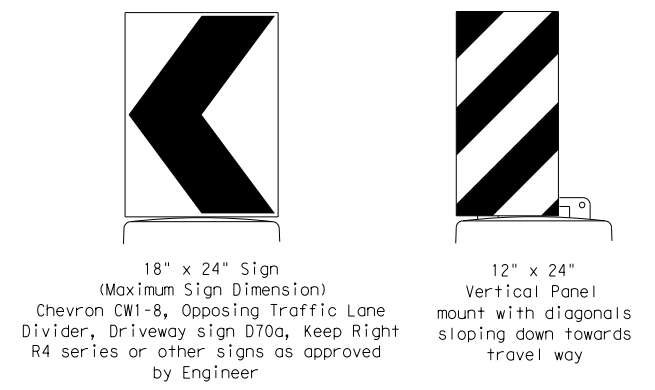 18" x 24" Sign
(Maximum Sign Dimension)
Chevron CW1-8, Opposing Traffic Lane
Divider, Driveway sign D70a, Keep Right
R4 series or other signs as approved
by Engineer
12" x 24"
Vertical Panel
mount with diagonals
sloping down towards
travel way